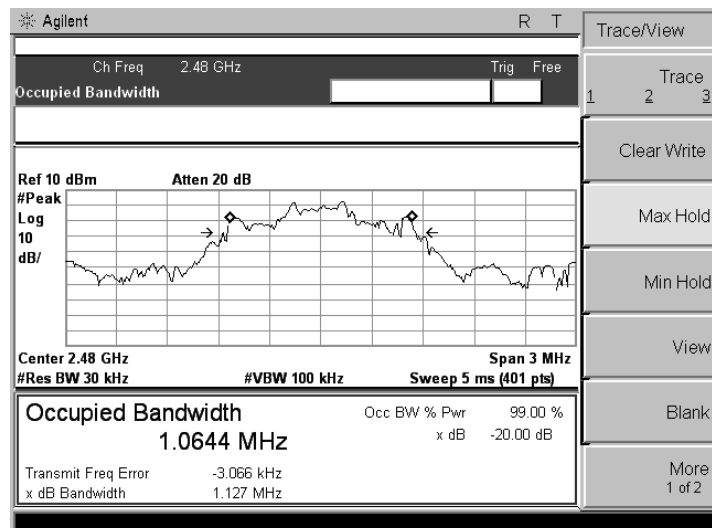 Agilent R T
Ch Freq 2.48 GHz Trig Free
Occupied Bandwidth
Ref 10 dBm Atten 20 dB
#Peak
Log
10
dB/
Center 2.48 GHz Span 3 MHz
#Res BW 30 kHz #VBW 100 kHz Sweep 5 ms (401 pts)
Occupied Bandwidth
1.0644 MHz
Occ BW % Pwr 99.00 %
x dB -20.00 dB
Transmit Freq Error -3.066 kHz
x dB Bandwidth 1.127 MHz
Trace/View
Trace
1 2 3
Clear Write
Max Hold
Min Hold
View
Blank
More
1 of 2